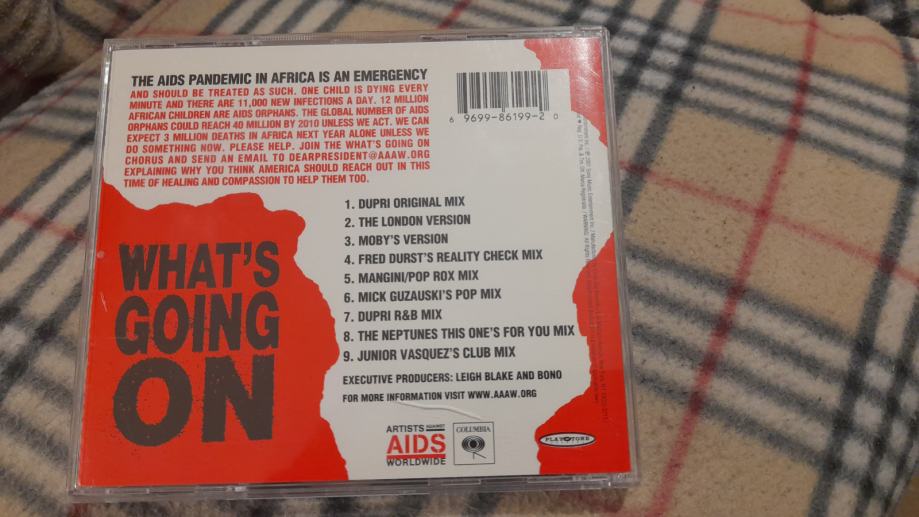 THE AIDS PANDEMIC IN AFRICA IS AN EMERGENCY
AND SHOULD BE TREATED AS SUCH. ONE CHILD IS DYING EVERY
MINUTE AND THERE ARE 11,000 NEW INFECTIONS A DAY. 12 MILLION
AFRICAN CHILDREN ARE AIDS ORPHANS. THE GLOBAL NUMBER OF AIDS
ORPHANS COULD REACH 40 MILLION BY 2010 UNLESS WE ACT. WE CAN
EXPECT 3 MILLION DEATHS IN AFRICA NEXT YEAR ALONE UNLESS WE
DO SOMETHING NOW. PLEASE HELP. JOIN THE WHAT'S GOING ON
CHORUS AND SEND AN EMAIL TO DEARPRESIDENT@AAAW.ORG
EXPLAINING WHY YOU THINK AMERICA SHOULD REACH OUT IN THIS
TIME OF HEALING AND COMPASSION TO HELP THEM TOO.
6 9699-86199-2 0
1. DUPRI ORIGINAL MIX
2. THE LONDON VERSION
3. MOBY'S VERSION
4. FRED DURST'S REALITY CHECK MIX
5. MANGINI/POP ROX MIX
6. MICK GUZAUSKI'S POP MIX
7. DUPRI R&B MIX
8. THE NEPTUNES THIS ONE'S FOR YOU MIX
9. JUNIOR VASQUEZ'S CLUB MIX
WHAT'S
GOING
ON
EXECUTIVE PRODUCERS: LEIGH BLAKE AND BONO
FOR MORE INFORMATION VISIT WWW.AAAW.ORG
ARTISTS AGAINST
AIDS
WORLDWIDE
COLUMBIA
PLAYTONE